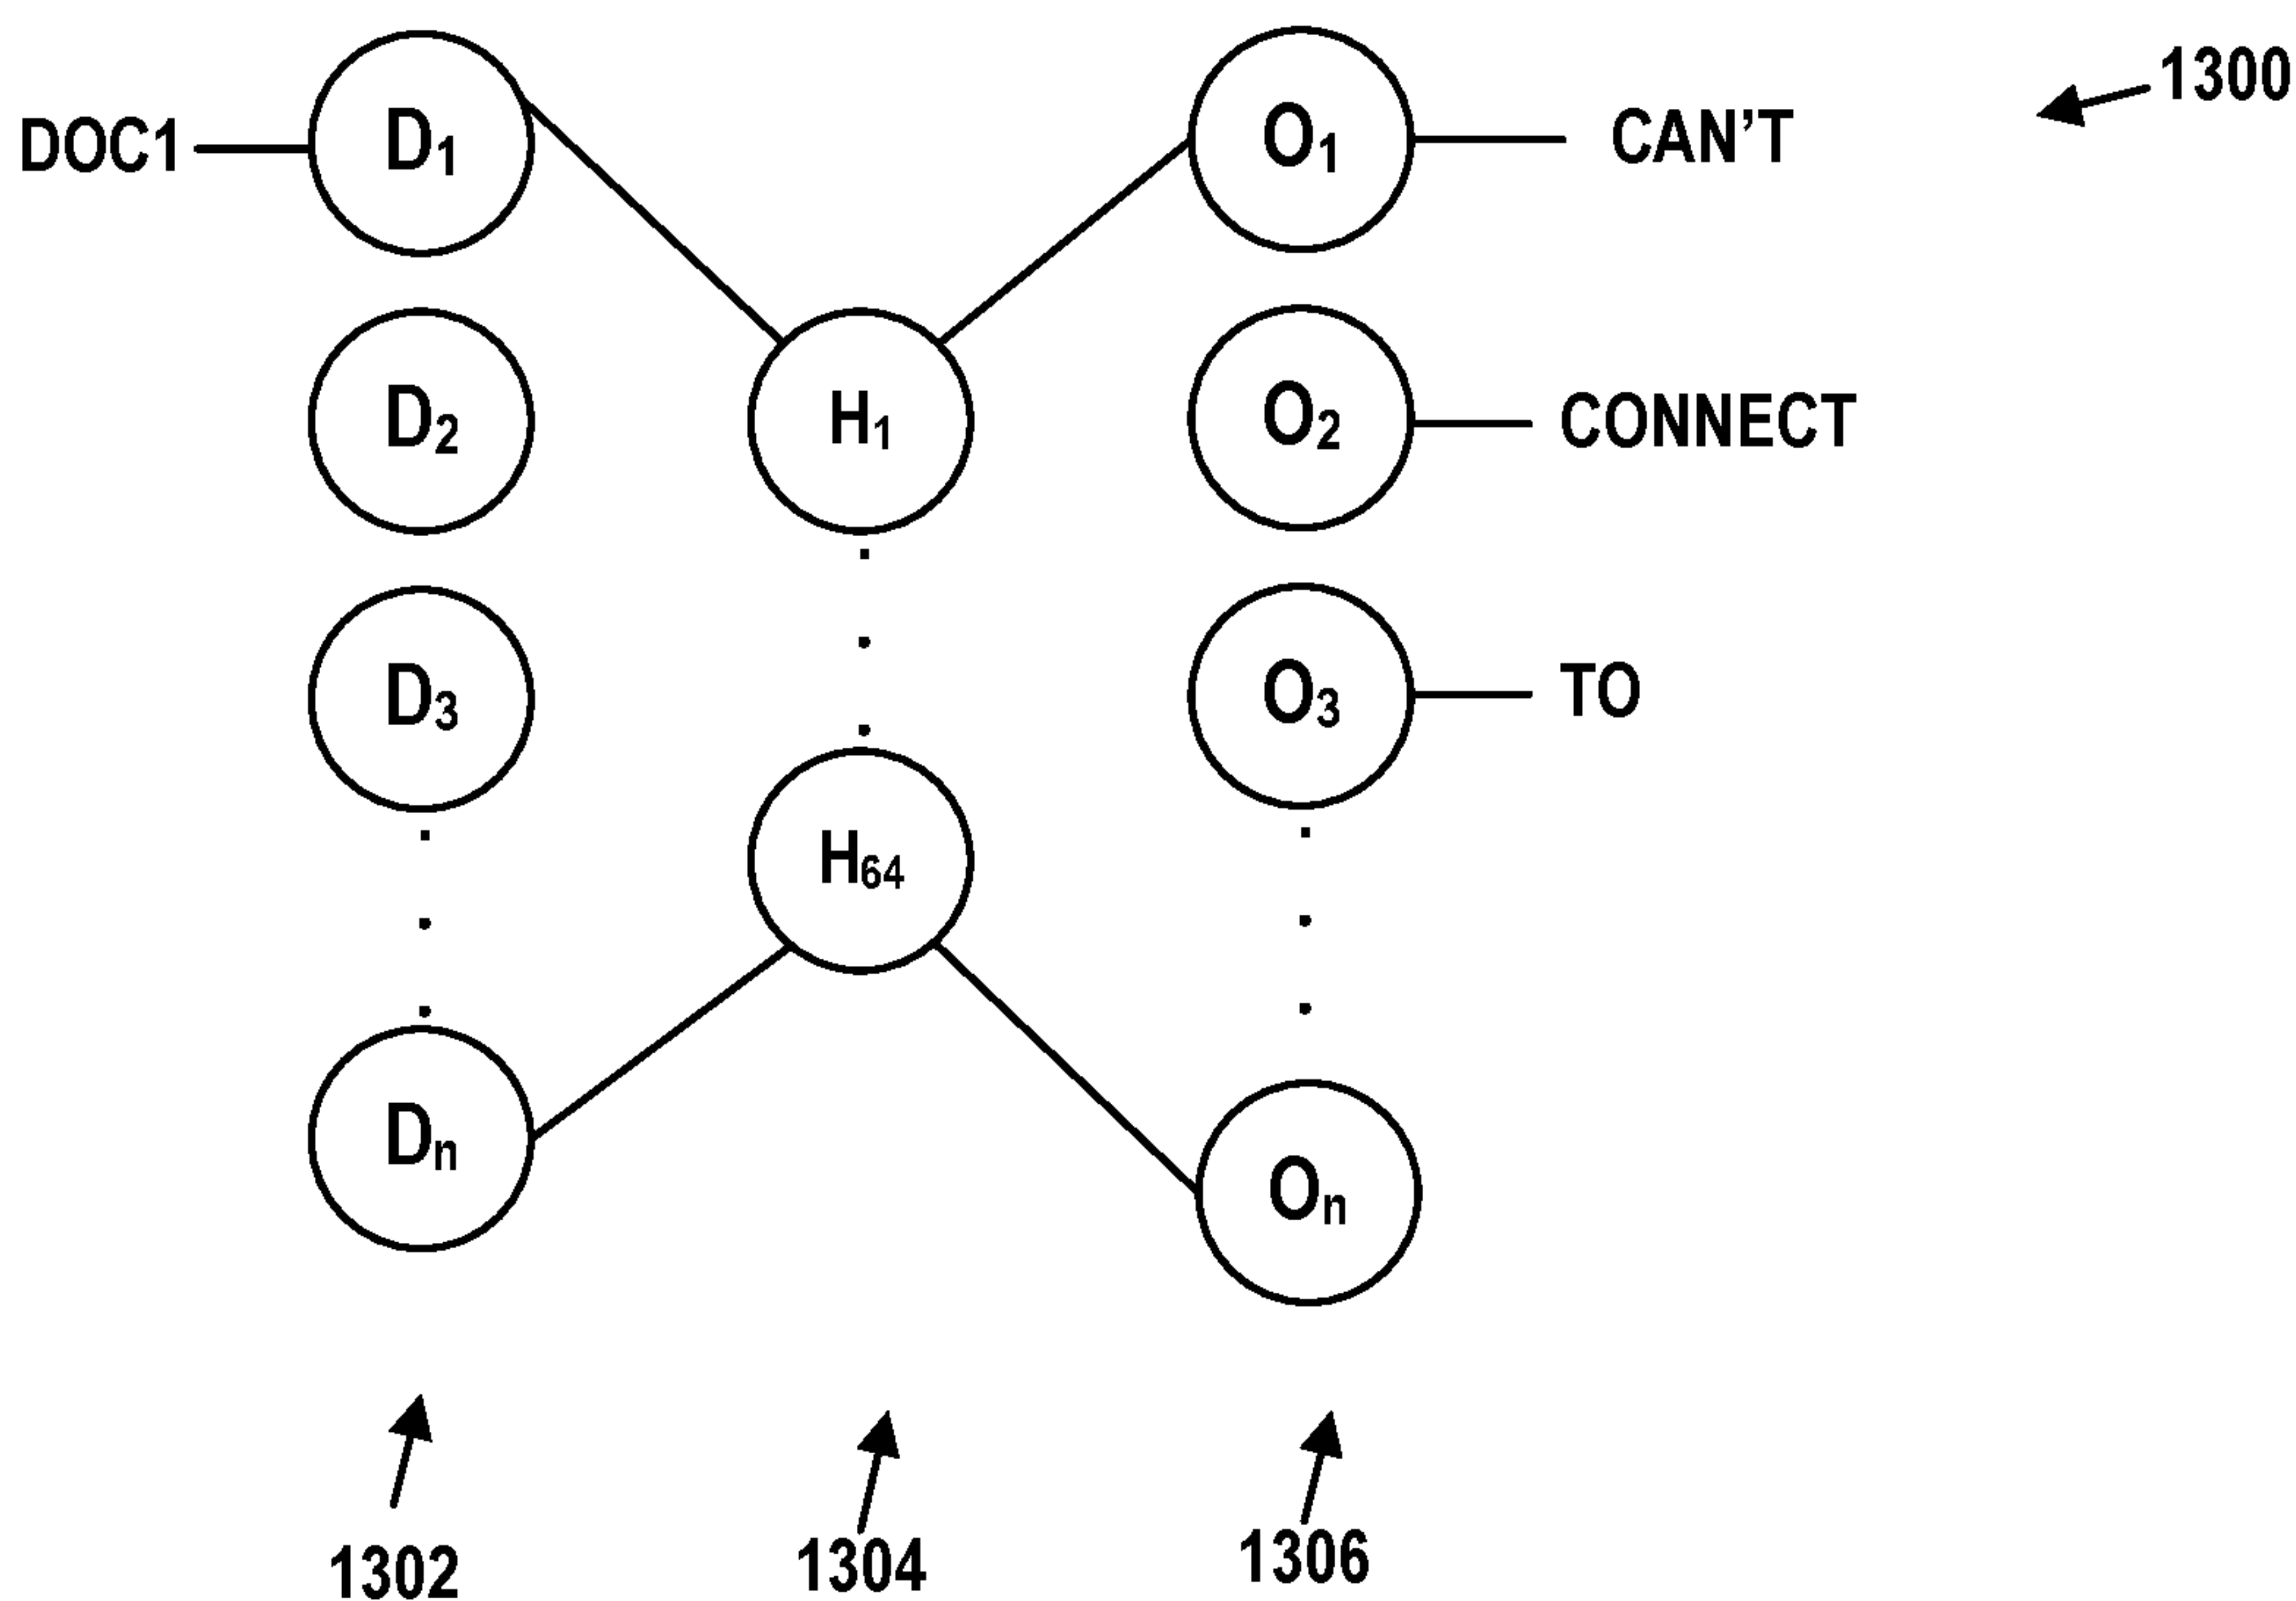 DOC1 D1 O1 CAN'T 1300
D2 H1 O2 CONNECT
D3 O3 TO
H64
Dn On
1302 1304 1306